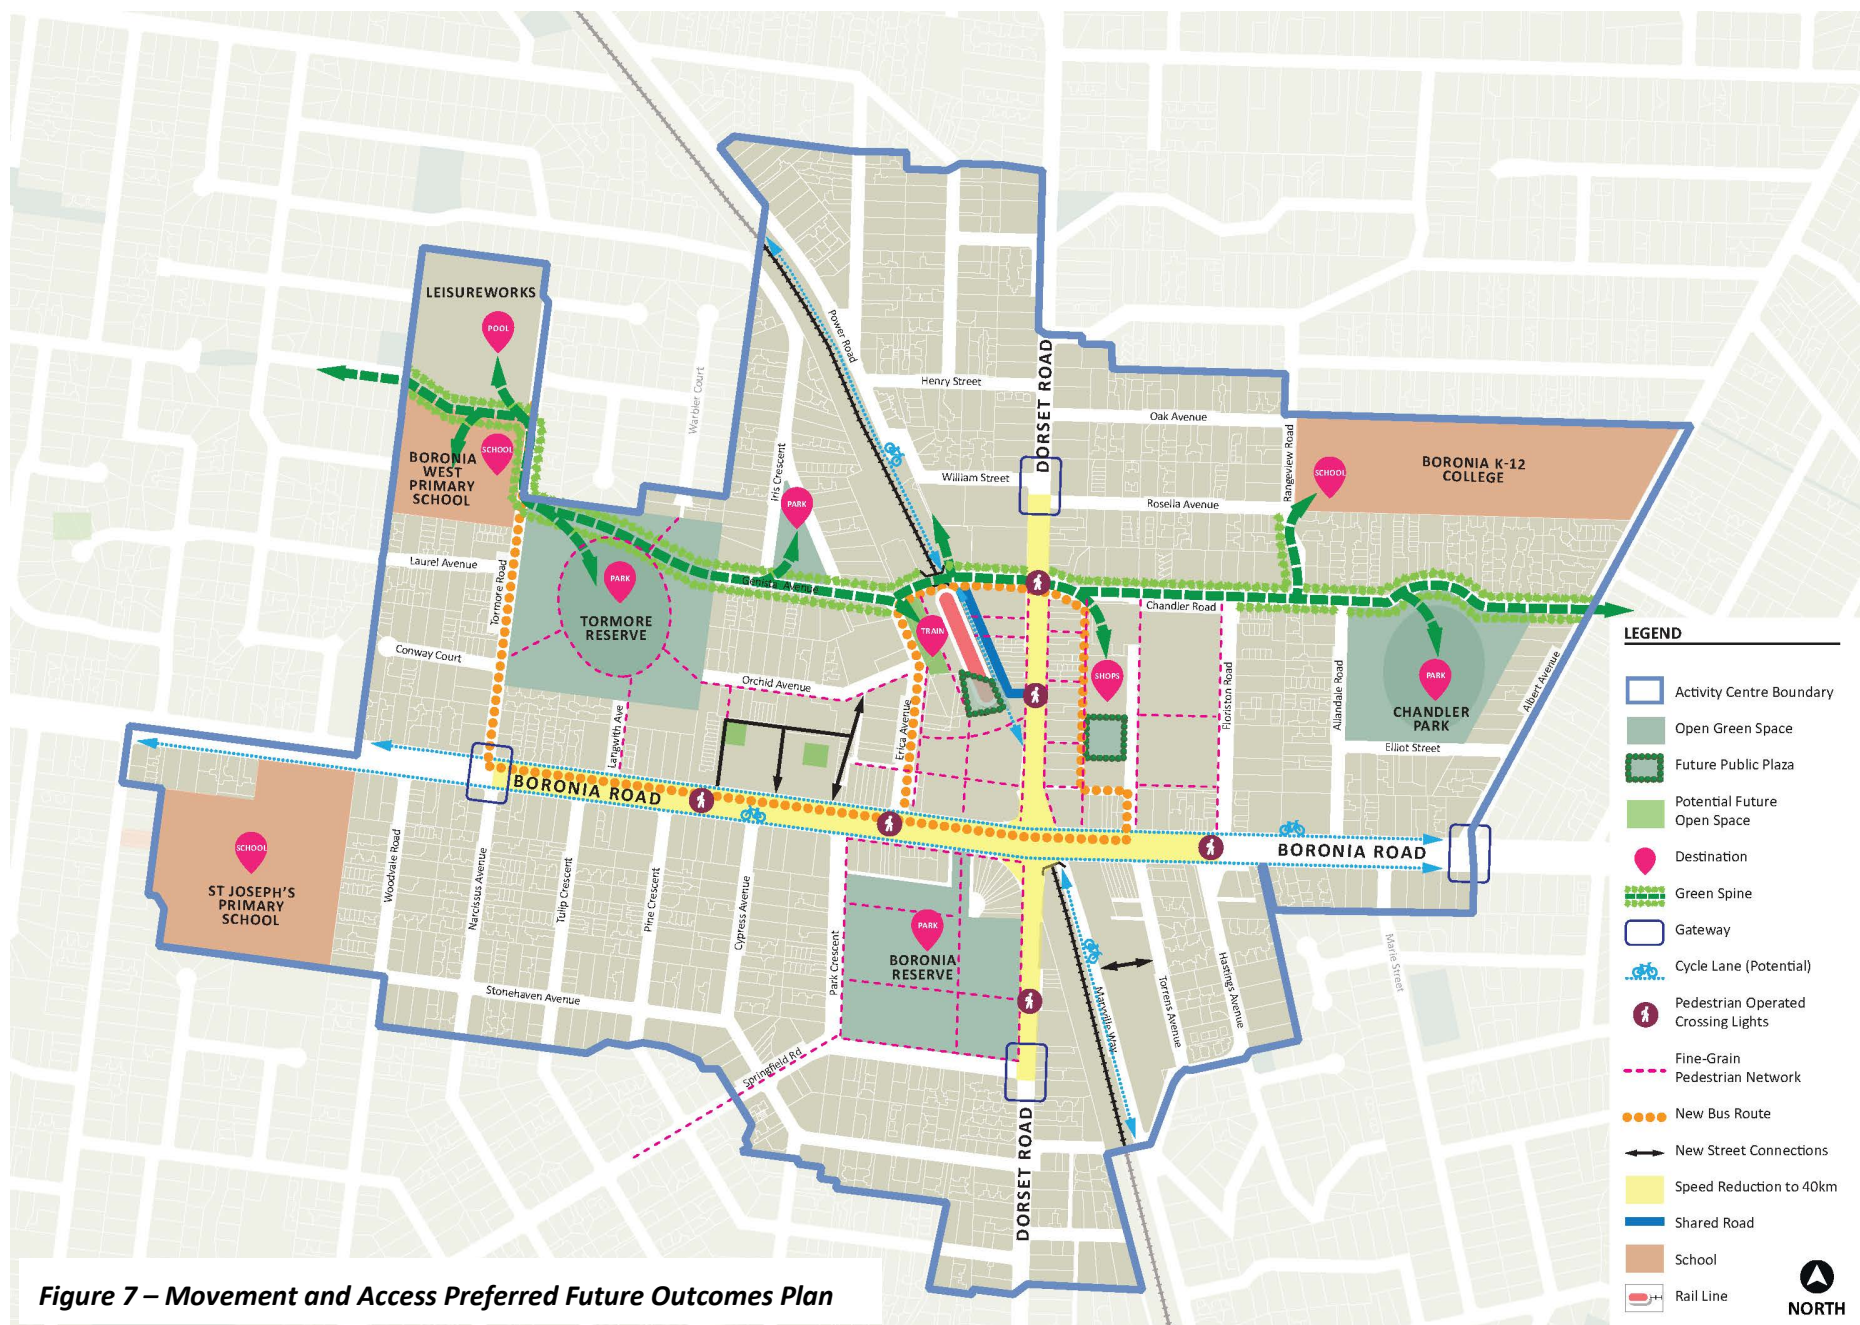 LEISUREWORKS
POOL
SCHOOL
BORONIA
WEST
PRIMARY
SCHOOL
Laurel Avenue
Tormore Road
Conway Court
PARK
TORMORE
RESERVE
Warbler Court
Iris Crescent
PARK
Genista Avenue
Power Road
Henry Street
William Street
DORSET ROAD
Oak Avenue
Rosella Avenue
Rangeview Road
SCHOOL
BORONIA K-12
COLLEGE
Chandler Road
TRAIN
SHOPS
Floriston Road
Allandale Road
PARK
CHANDLER
PARK
Elliot Street
Albert Avenue
Orchid Avenue
Langwith Ave
Erica Avenue
BORONIA ROAD
BORONIA ROAD
SCHOOL
ST JOSEPH'S
PRIMARY
SCHOOL
Woodvale Road
Narcissus Avenue
Tulip Crescent
Pine Crescent
Cypress Avenue
Park Crescent
PARK
BORONIA
RESERVE
Stonehaven Avenue
Springfield Rd
Maryville Way
Torrens Avenue
Hastings Avenue
Marie Street
DORSET ROAD
LEGEND
Activity Centre Boundary
Open Green Space
Future Public Plaza
Potential Future
Open Space
Destination
Green Spine
Gateway
Cycle Lane (Potential)
Pedestrian Operated
Crossing Lights
Fine-Grain
Pedestrian Network
New Bus Route
New Street Connections
Speed Reduction to 40km
Shared Road
School
Rail Line
NORTH
Figure 7 – Movement and Access Preferred Future Outcomes Plan